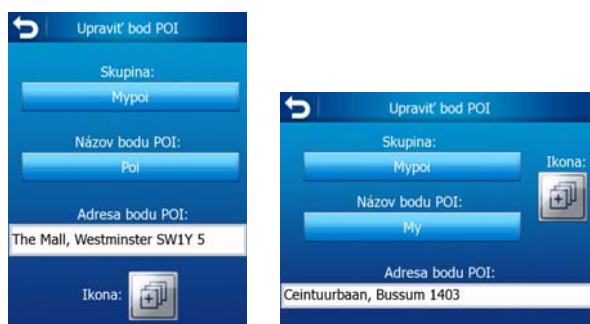 Upraviť bod POI
Skupina:
Mypoi
Názov bodu POI:
Poi
Adresa bodu POI:
The Mall, Westminster SW1Y 5
Ikona:
Upraviť bod POI
Skupina:
Mypoi
Ikona:
Názov bodu POI:
My
Adresa bodu POI:
Ceintuurbaan, Bussum 1403